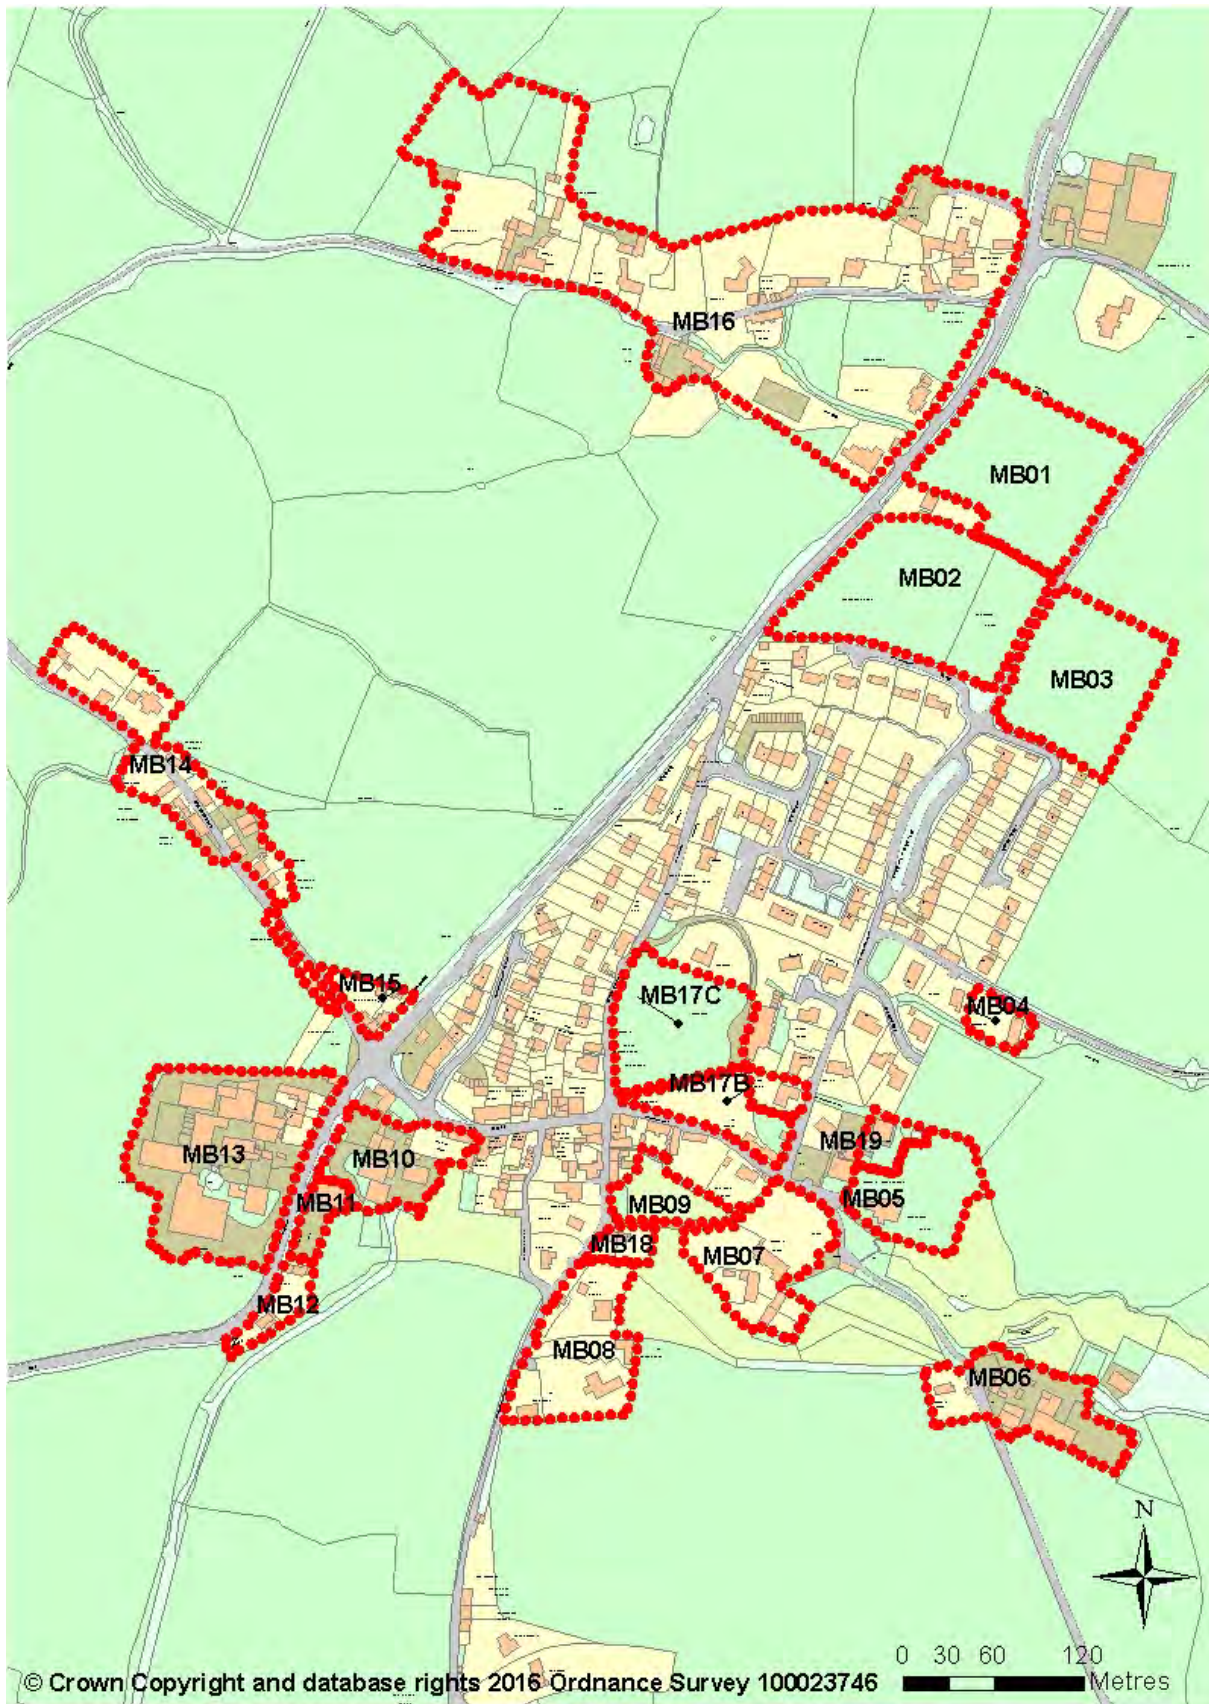 MB16
MB01
MB02
MB03
MB14
MB15
MB17C
MB04
MB17B
MB13
MB10
MB19
MB11
MB09
MB05
MB18
MB07
MB12
MB08
MB06
N
0 30 60 120
Metres
© Crown Copyright and database rights 2016 Ordnance Survey 100023746